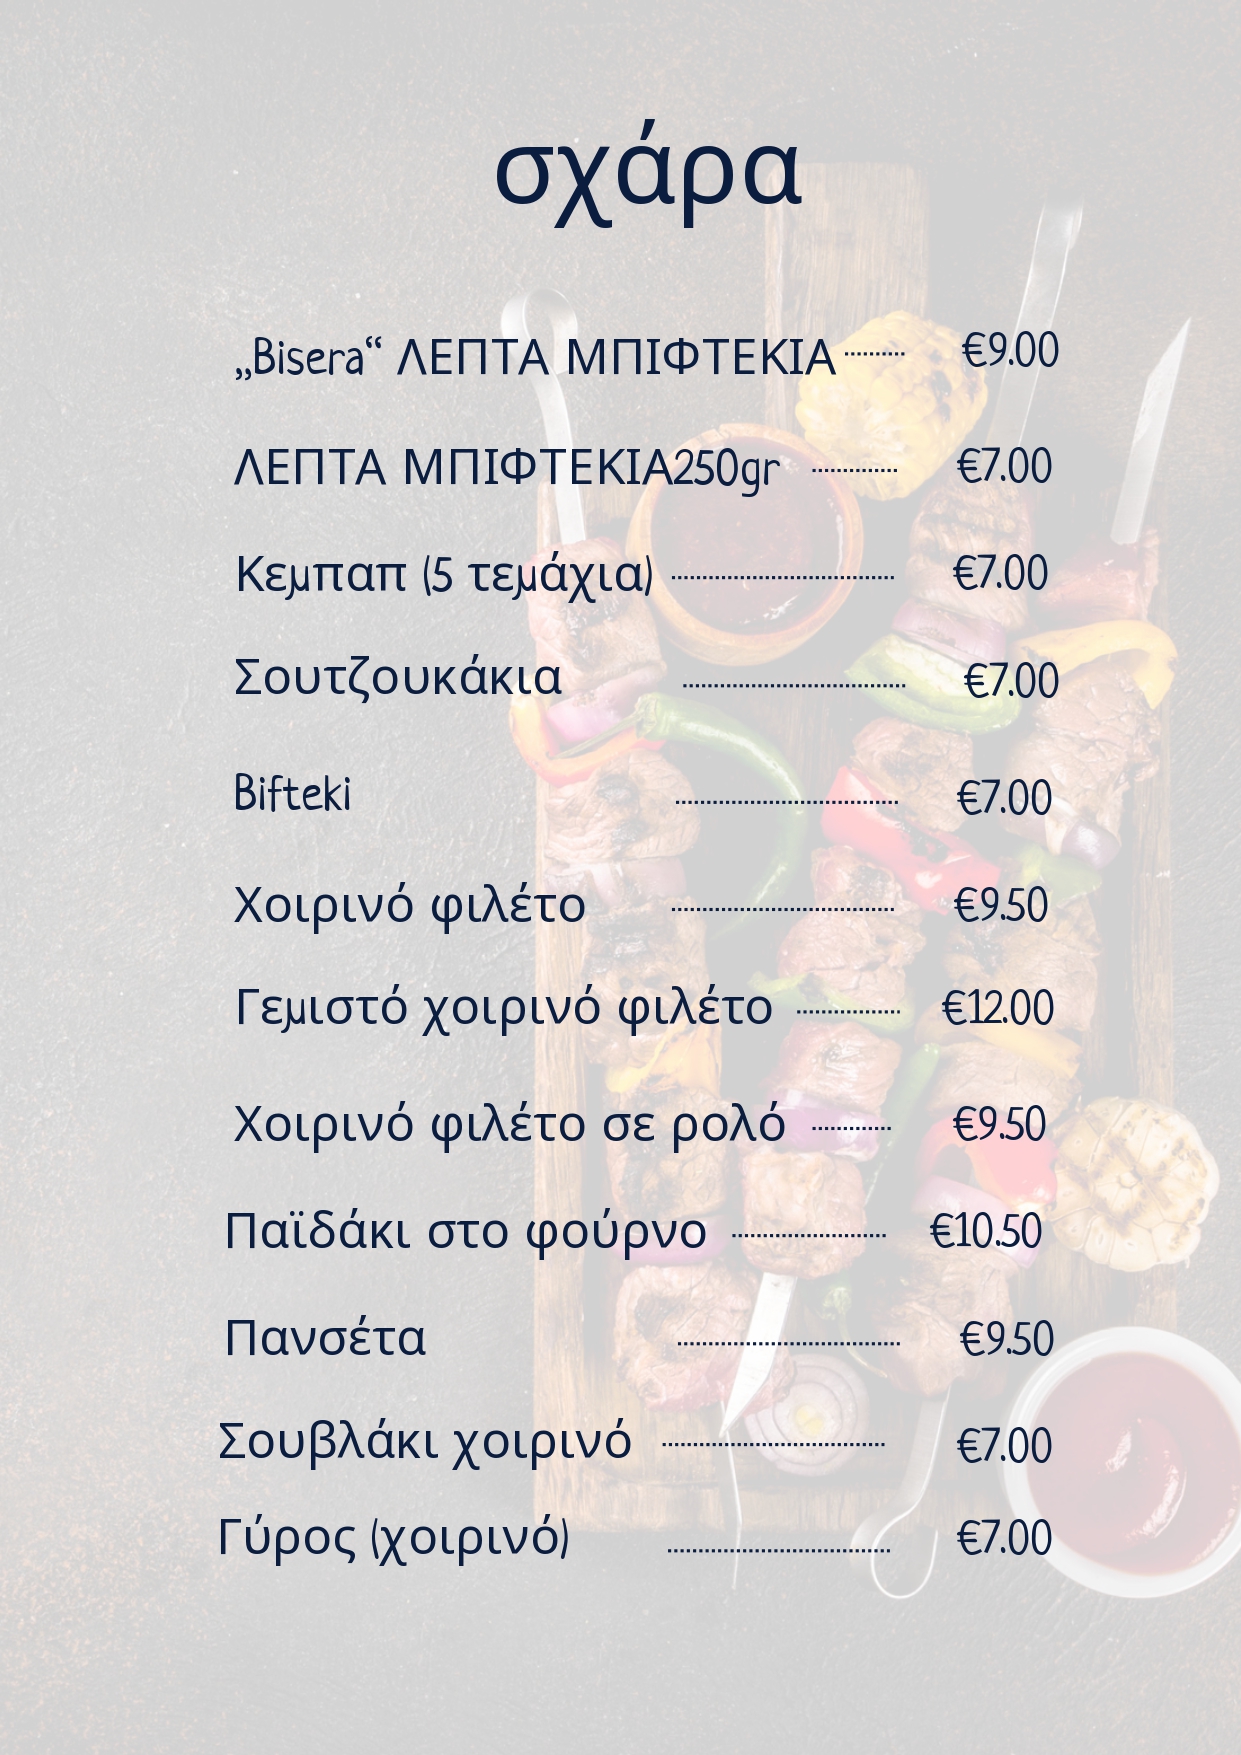 σχάρα
„Bisera“ ΛΕΠΤΑ ΜΠΙΦΤΕΚΙΑ .......... €9.00
ΛΕΠΤΑ ΜΠΙΦΤΕΚΙΑ250gr .......... €7.00
Κεμπαπ (5 τεμάχια) .......... €7.00
Σουτζουκάκια .......... €7.00
Bifteki .......... €7.00
Χοιρινό φιλέτο .......... €9.50
Γεμιστό χοιρινό φιλέτο .......... €12.00
Χοιρινό φιλέτο σε ρολό .......... €9.50
Παϊδάκι στο φούρνο .......... €10.50
Πανσέτα .......... €9.50
Σουβλάκι χοιρινό .......... €7.00
Γύρος (χοιρινό) .......... €7.00